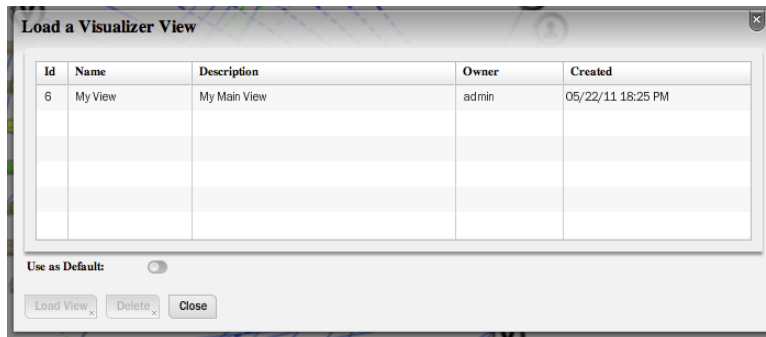 Load a Visualizer View
Id Name Description Owner Created
6 My View My Main View admin 05/22/11 18:25 PM
Use as Default:
Load View Delete Close